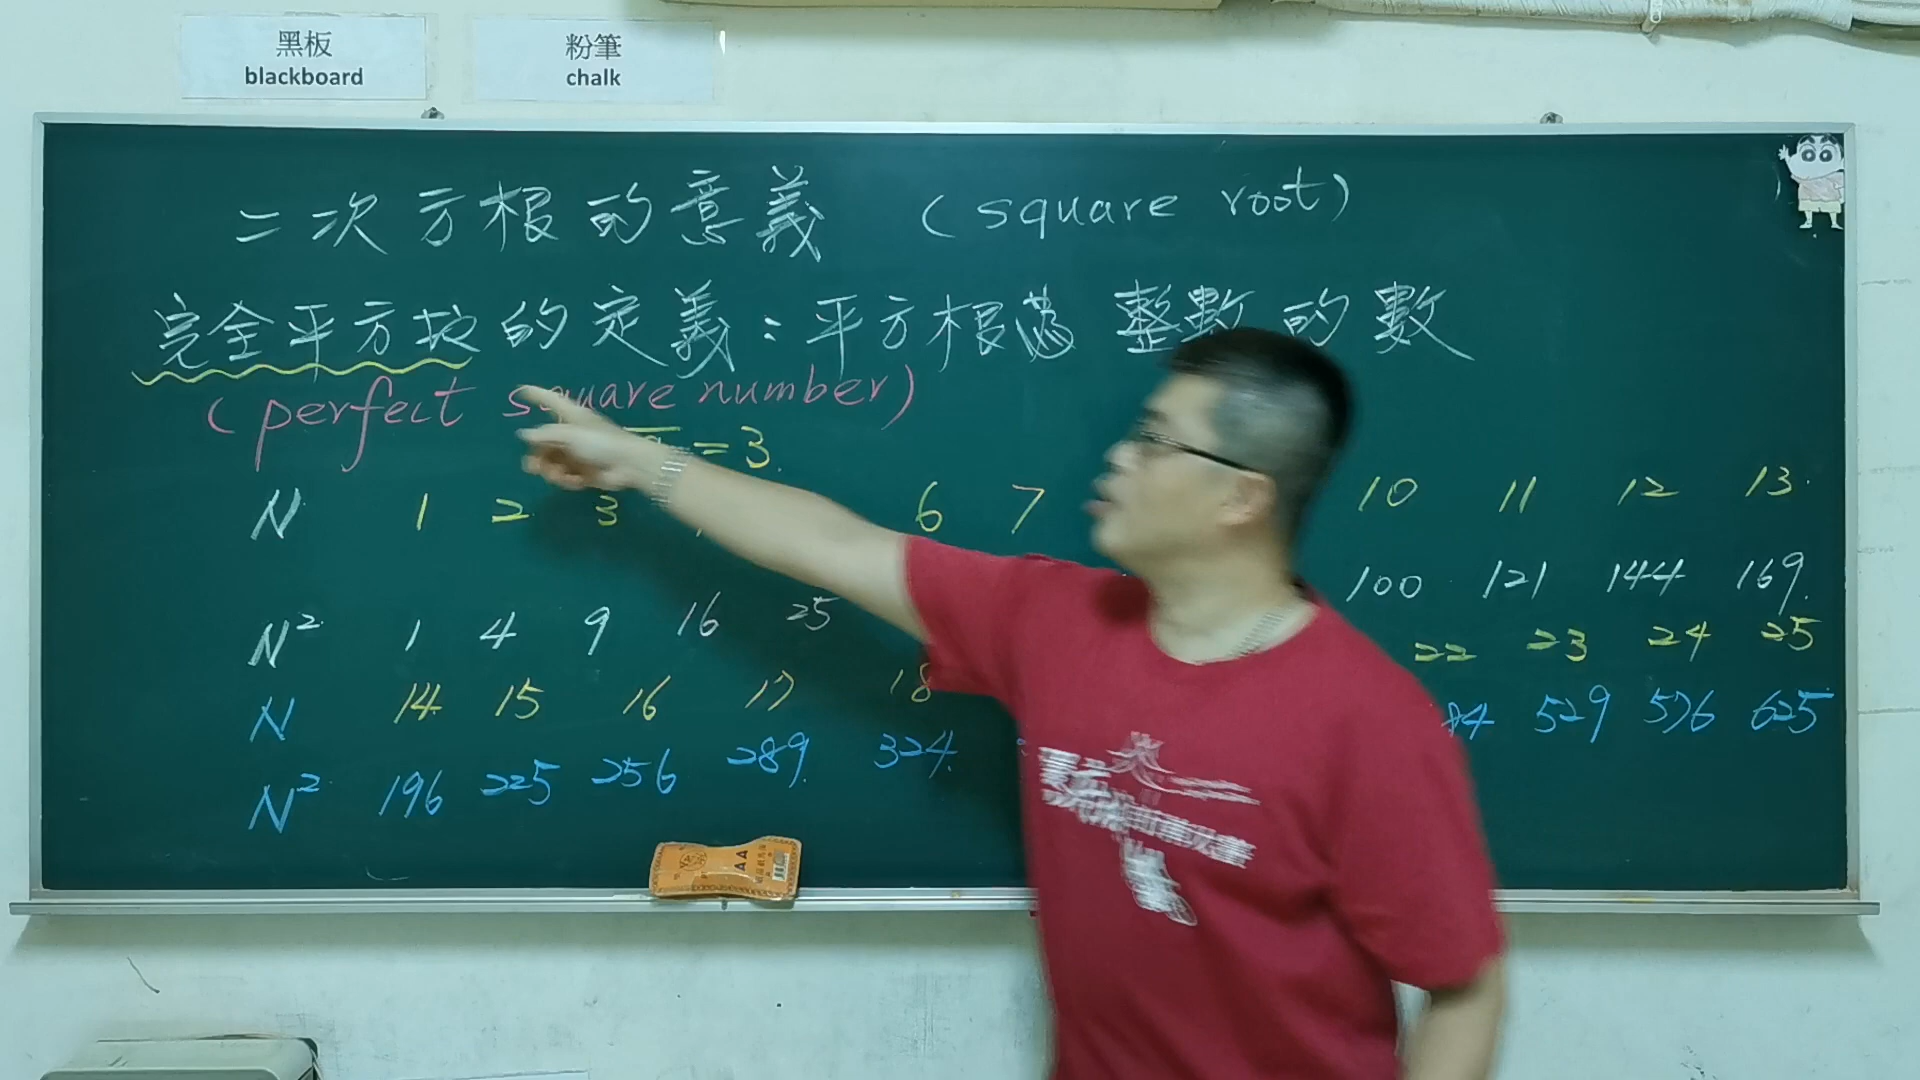 黑板
blackboard
粉筆
chalk
二次方根的意義 (square root)
完全平方数的定義：平方根為整數的數
(perfect square number)
= 3
N 1 2 3 6 7 10 11 12 13
N² 1 4 9 16 25 100 121 144 169
N 14 15 16 17 18 22 23 24 25
N² 196 225 256 289 324 84 529 576 625